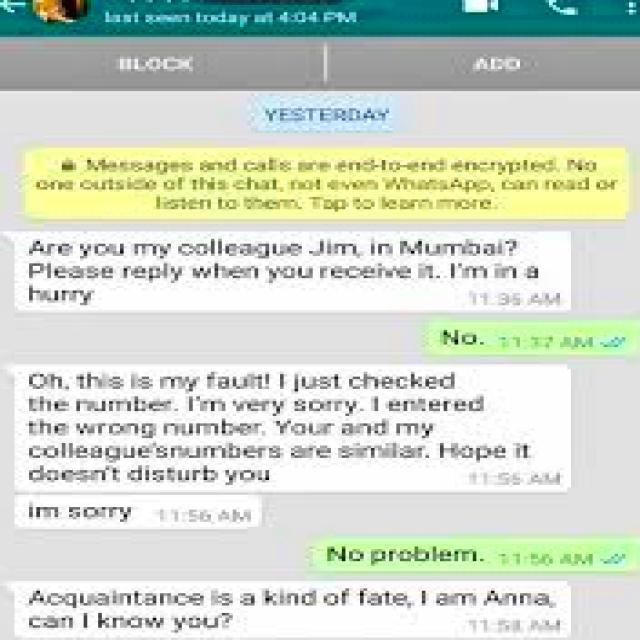 last seen today at 4:04 PM
BLOCK
ADD
YESTERDAY
Messages and calls are end-to-end encrypted. No
one outside of this chat, not even WhatsApp, can read or
listen to them. Tap to learn more.
Are you my colleague Jim, in Mumbai?
Please reply when you receive it. I'm in a
hurry
11:35 AM
No. 11:37 AM
Oh, this is my fault! I just checked
the number. I'm very sorry. I entered
the wrong number. Your and my
colleague'snumbers are similar. Hope it
doesn't disturb you
11:55 AM
im sorry 11:56 AM
No problem. 11:56 AM
Acquaintance is a kind of fate, I am Anna,
can I know you?
11:58 AM